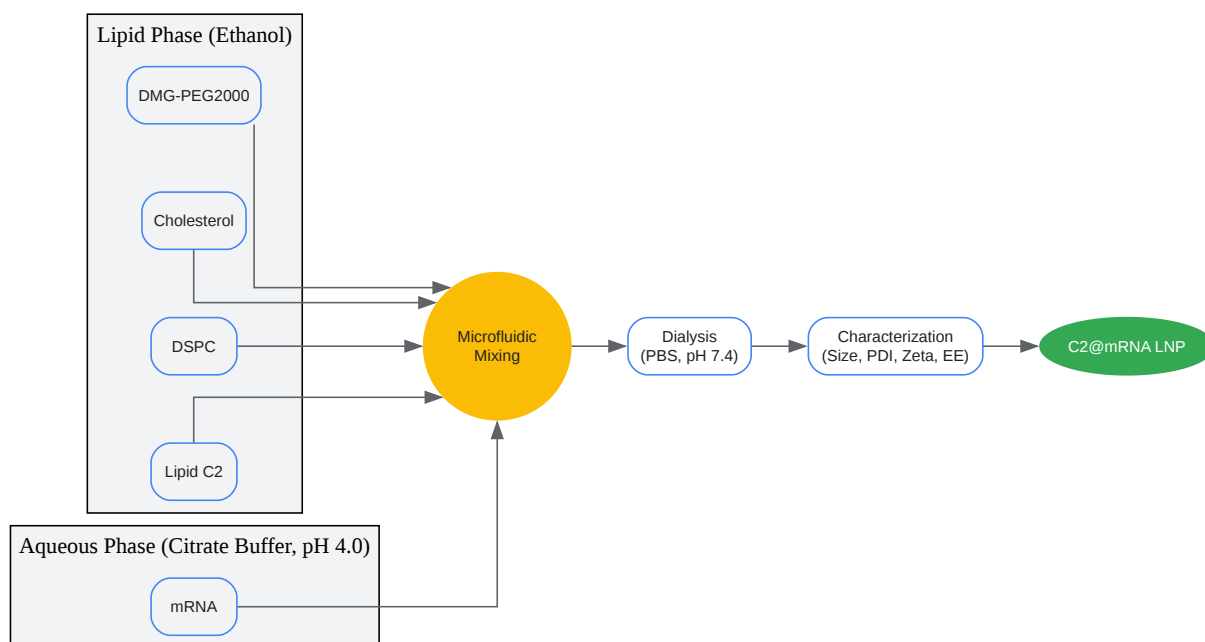 Lipid Phase (Ethanol)
DMG-PEG2000
Cholesterol
DSPC
Lipid C2
Aqueous Phase (Citrate Buffer, pH 4.0)
mRNA
Microfluidic
Mixing
Dialysis
(PBS, pH 7.4)
Characterization
(Size, PDI, Zeta, EE)
C2@mRNA LNP